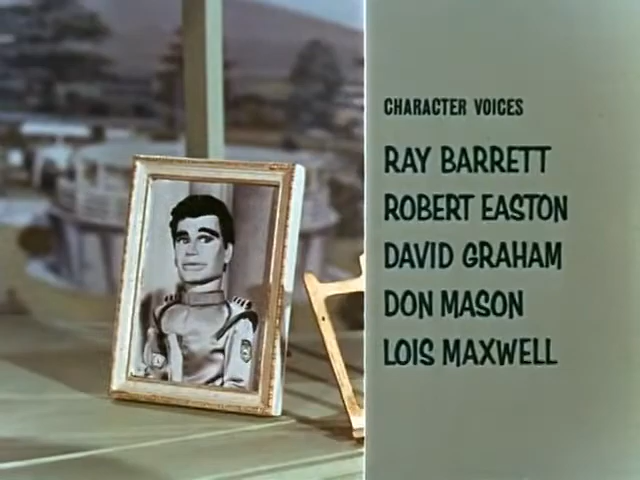 CHARACTER VOICES
RAY BARRETT
ROBERT EASTON
DAVID GRAHAM
DON MASON
LOIS MAXWELL